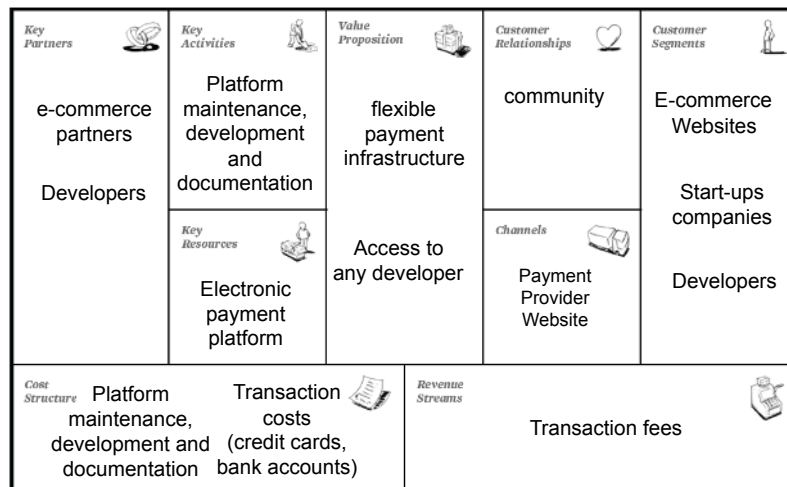 Key
Partners
e-commerce
partners
Developers
Key
Activities
Platform
maintenance,
development
and
documentation
Key
Resources
Electronic
payment
platform
Value
Proposition
flexible
payment
infrastructure
Access to
any developer
Customer
Relationships
community
Channels
Payment
Provider
Website
Customer
Segments
E-commerce
Websites
Start-ups
companies
Developers
Cost
Structure
Platform
maintenance,
development and
documentation
Transaction
costs
(credit cards,
bank accounts)
Revenue
Streams
Transaction fees